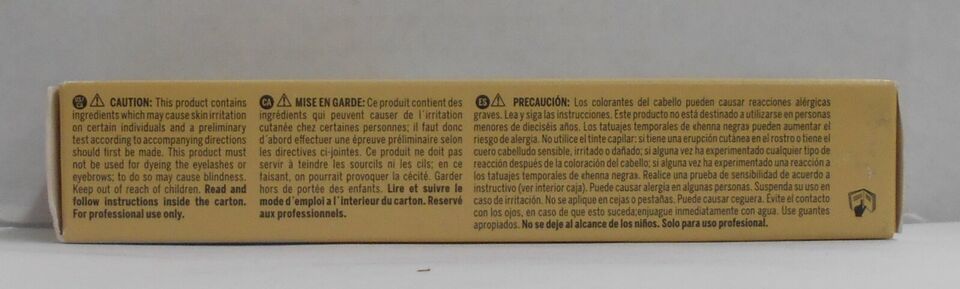 CAUTION: This product contains
ingredients which may cause skin irritation
on certain individuals and a preliminary
test according to accompanying directions
should first be made. This product must
not be used for dyeing the eyelashes or
eyebrows; to do so may cause blindness.
Keep out of reach of children. Read and
follow instructions inside the carton.
For professional use only.
CA MISE EN GARDE: Ce produit contient des
ingrédients qui peuvent causer de l'irritation
cutanée chez certaines personnes; il faut donc
d'abord effectuer une épreuve préliminaire selon
les directives ci-jointes. Ce produit ne doit pas
servir à teindre les sourcils ni les cils; en ce
faisant, on pourrait provoquer la cécité. Garder
hors de portée des enfants. Lire et suivre le
mode d'emploi a l'interieur du carton. Reservé
aux professionnels.
ES PRECAUCIÓN: Los colorantes del cabello pueden causar reacciones alérgicas
graves. Lea y siga las instrucciones. Este producto no está destinado a utilizarse en personas
menores de dieciséis años. Los tatuajes temporales de «henna negra» pueden aumentar el
riesgo de alergia. No utilice el tinte capilar: si tiene una erupción cutánea en el rostro o tiene el
cuero cabelludo sensible, irritado o dañado; si alguna vez ha experimentado cualquier tipo de
reacción después de la coloración del cabello; si alguna vez ha experimentado una reacción a
los tatuajes temporales de «henna negra». Realice una prueba de sensibilidad de acuerdo a
instructivo (ver interior caja). Puede causar alergia en algunas personas. Suspenda su uso en
caso de irritación. No se aplique en cejas o pestañas. Puede causar ceguera. Evite el contacto
con los ojos, en caso de que esto suceda;enjuague inmediatamente con agua. Use guantes
apropiados. No se deje al alcance de los niños. Solo para uso profesional.